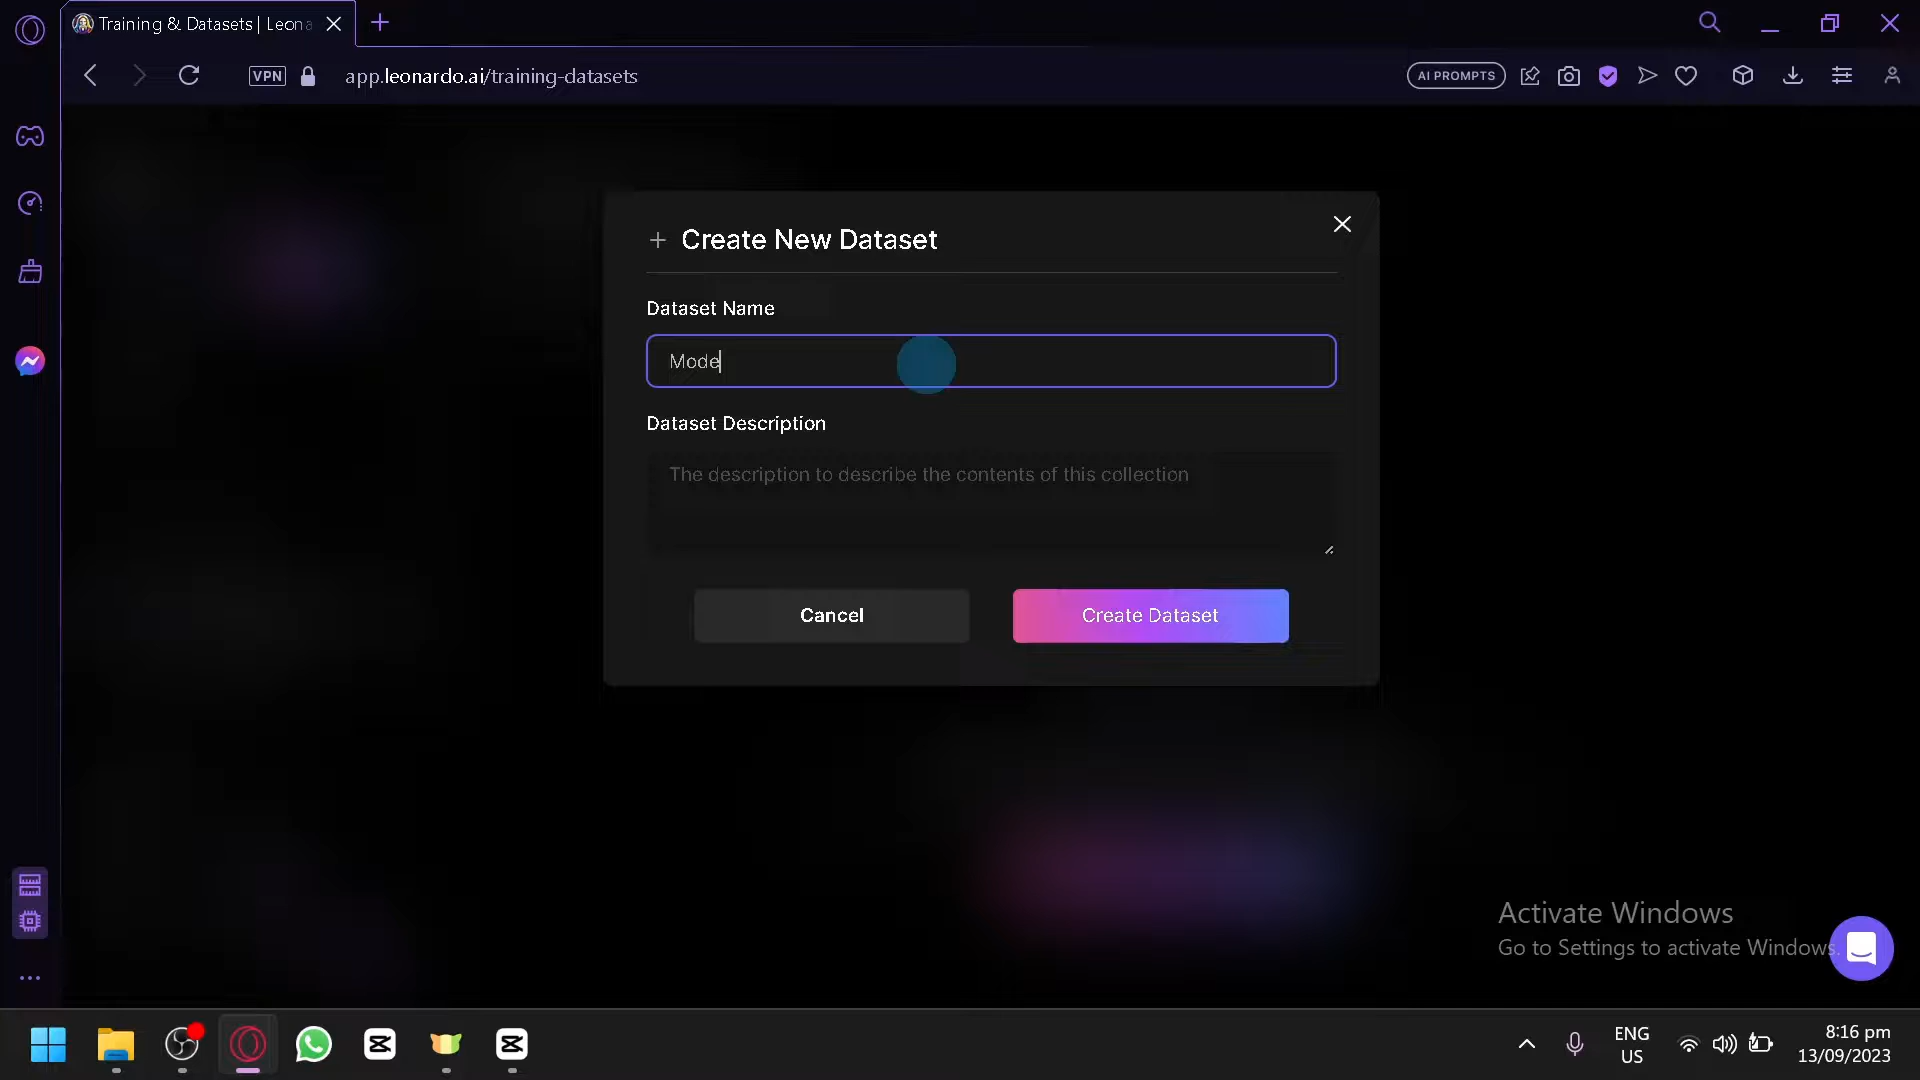 Training & Datasets | Leona
VPN
app.leonardo.ai/training-datasets
AI PROMPTS
+ Create New Dataset
Dataset Name
Mode
Dataset Description
The description to describe the contents of this collection
Cancel
Create Dataset
Activate Windows
Go to Settings to activate Windows.
ENG
US
8:16 pm
13/09/2023